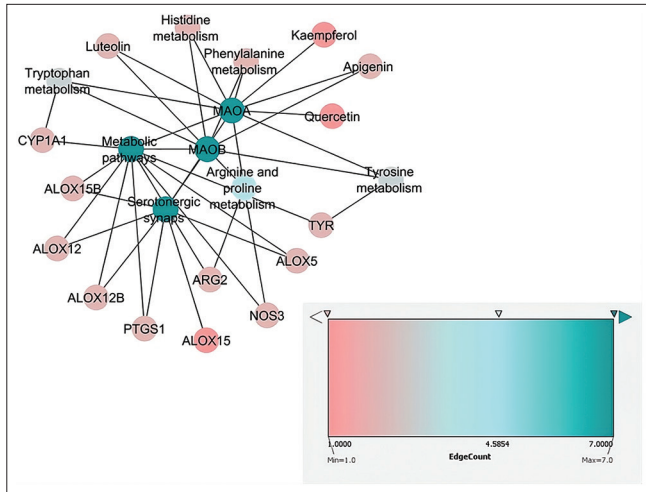 Histidine
metabolism
Kaempferol
Luteolin
Phenylalanine
metabolism
Apigenin
Tryptophan
metabolism
MAOA
Quercetin
CYP1A1
Metabolic
pathways
MAOB
Arginine and
proline
metabolism
Tyrosine
metabolism
ALOX15B
Serotonergic
synaps
TYR
ALOX12
ALOX5
ARG2
ALOX12B
NOS3
PTGS1
ALOX15
1.0000
4.5854
7.0000
Min=1.0
EdgeCount
Max=7.0